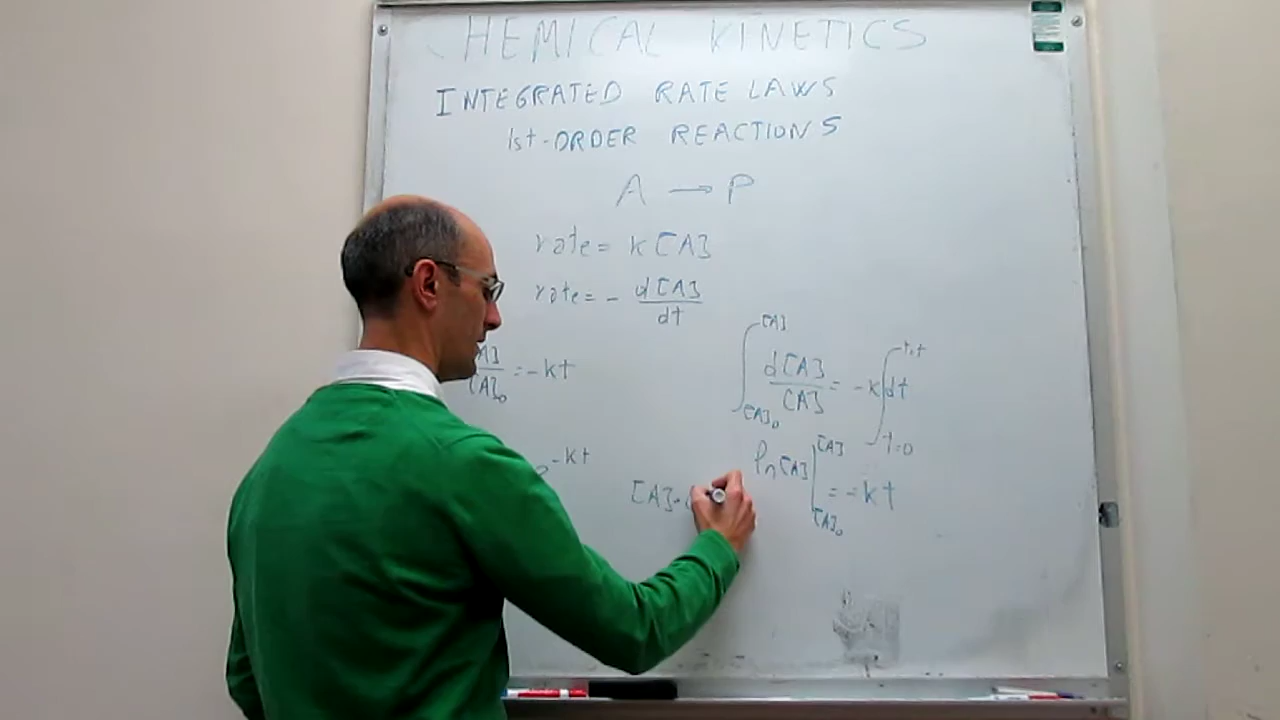 CHEMICAL KINETICS
INTEGRATED RATE LAWS
1st-ORDER REACTIONS
A → P
rate = k[A]
rate = - d[A]/dt
∫ [A] [A]₀ d[A]/[A] = -k ∫ t=t t=0 dt
A]/[A]₀ = -kt
ln[A] | [A] [A]₀ = -kt
e^-kt
[A]=